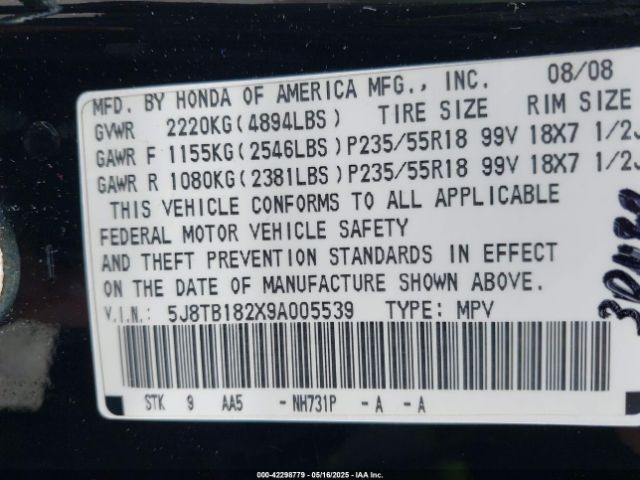 MFD. BY HONDA OF AMERICA MFG., INC. 08/08
GVWR 2220KG(4894LBS) TIRE SIZE RIM SIZE
GAWR F 1155KG(2546LBS)P235/55R18 99V 18X7 1/2J
GAWR R 1080KG(2381LBS)P235/55R18 99V 18X7 1/2J
THIS VEHICLE CONFORMS TO ALL APPLICABLE
FEDERAL MOTOR VEHICLE SAFETY
AND THEFT PREVENTION STANDARDS IN EFFECT
ON THE DATE OF MANUFACTURE SHOWN ABOVE.
V.I.N.: 5J8TB182X9A005539 TYPE: MPV
STK 9 AA5 -NH731P -A -A
000-42298779 — 05/16/2025 — IAA Inc.